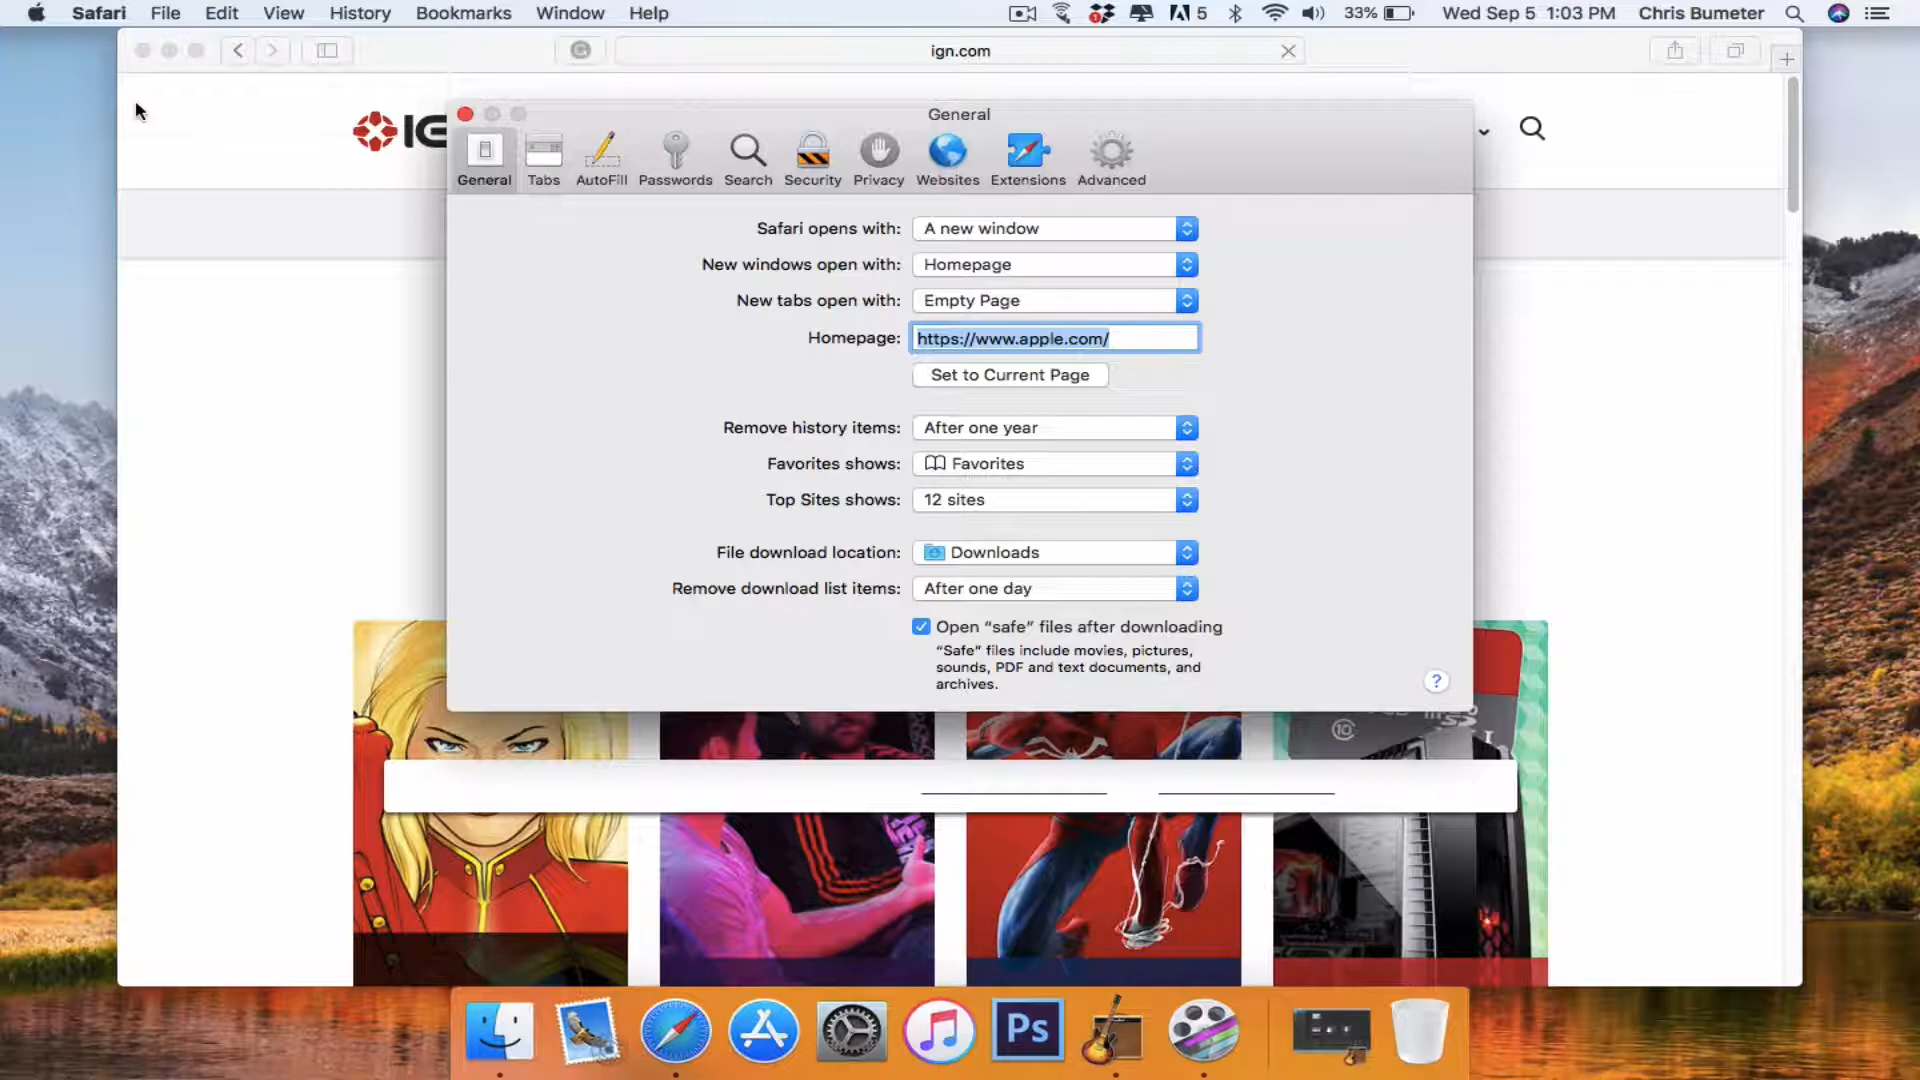 Safari File Edit View History Bookmarks Window Help 5 33% Wed Sep 5 1:03 PM Chris Bumeter
ign.com
General
General Tabs AutoFill Passwords Search Security Privacy Websites Extensions Advanced
Safari opens with: A new window
New windows open with: Homepage
New tabs open with: Empty Page
Homepage: https://www.apple.com/
Set to Current Page
Remove history items: After one year
Favorites shows: Favorites
Top Sites shows: 12 sites
File download location: Downloads
Remove download list items: After one day
Open “safe” files after downloading
“Safe” files include movies, pictures,
sounds, PDF and text documents, and
archives.
?
10
Ps